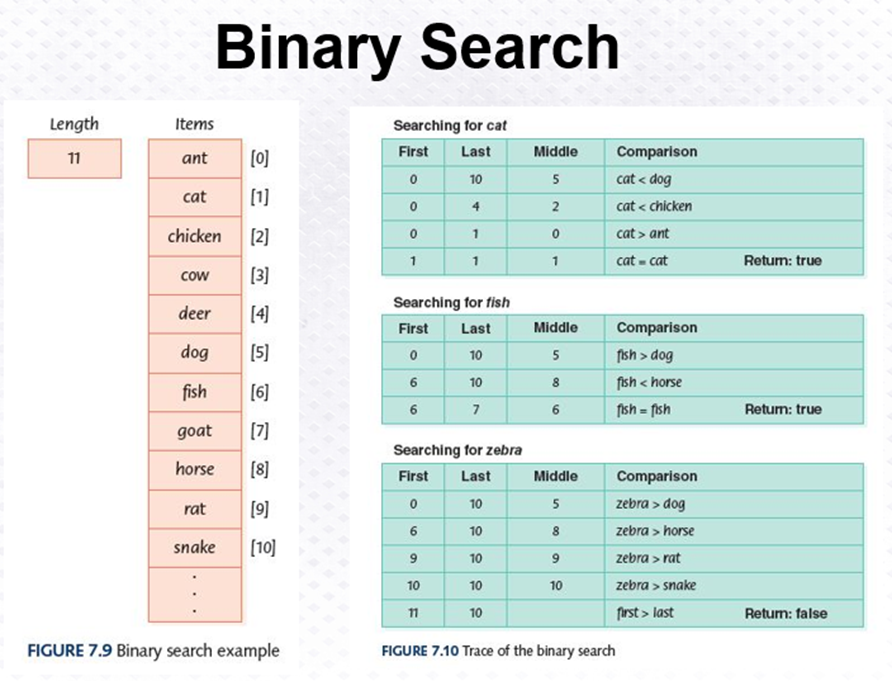 Binary Search
Length Items
11 ant [0]
cat [1]
chicken [2]
cow [3]
deer [4]
dog [5]
fish [6]
goat [7]
horse [8]
rat [9]
snake [10]
.
.
.
FIGURE 7.9 Binary search example
Searching for cat
First Last Middle Comparison
0 10 5 cat < dog
0 4 2 cat < chicken
0 1 0 cat > ant
1 1 1 cat = cat Return: true
Searching for fish
First Last Middle Comparison
0 10 5 fish > dog
6 10 8 fish < horse
6 7 6 fish = fish Return: true
Searching for zebra
First Last Middle Comparison
0 10 5 zebra > dog
6 10 8 zebra > horse
9 10 9 zebra > rat
10 10 10 zebra > snake
11 10 first > last Return: false
FIGURE 7.10 Trace of the binary search